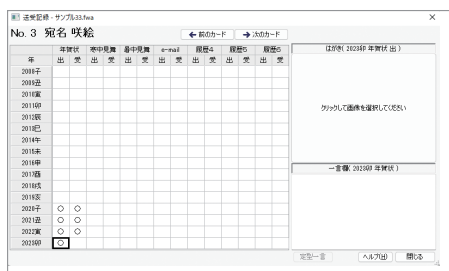 送受記録 - サンプル33.fwa
No. 3 宛名 咲絵
前のカード 次のカード
年賀状 寒中見舞 暑中見舞 e-mail 履歴4 履歴5 履歴6
年 出 受 出 受 出 受 出 受 出 受 出 受 出 受
2008子
2009丑
2010寅
2011卯
2012辰
2013巳
2014午
2015未
2016申
2017酉
2018戌
2019亥
2020子 ○ ○
2021丑 ○ ○
2022寅 ○ ○
2023卯 ○
はがき( 2023卯 年賀状 出 )
クリックして画像を選択してください
一言欄( 2023卯 年賀状 )
定型一言 ヘルプ(H) 閉じる